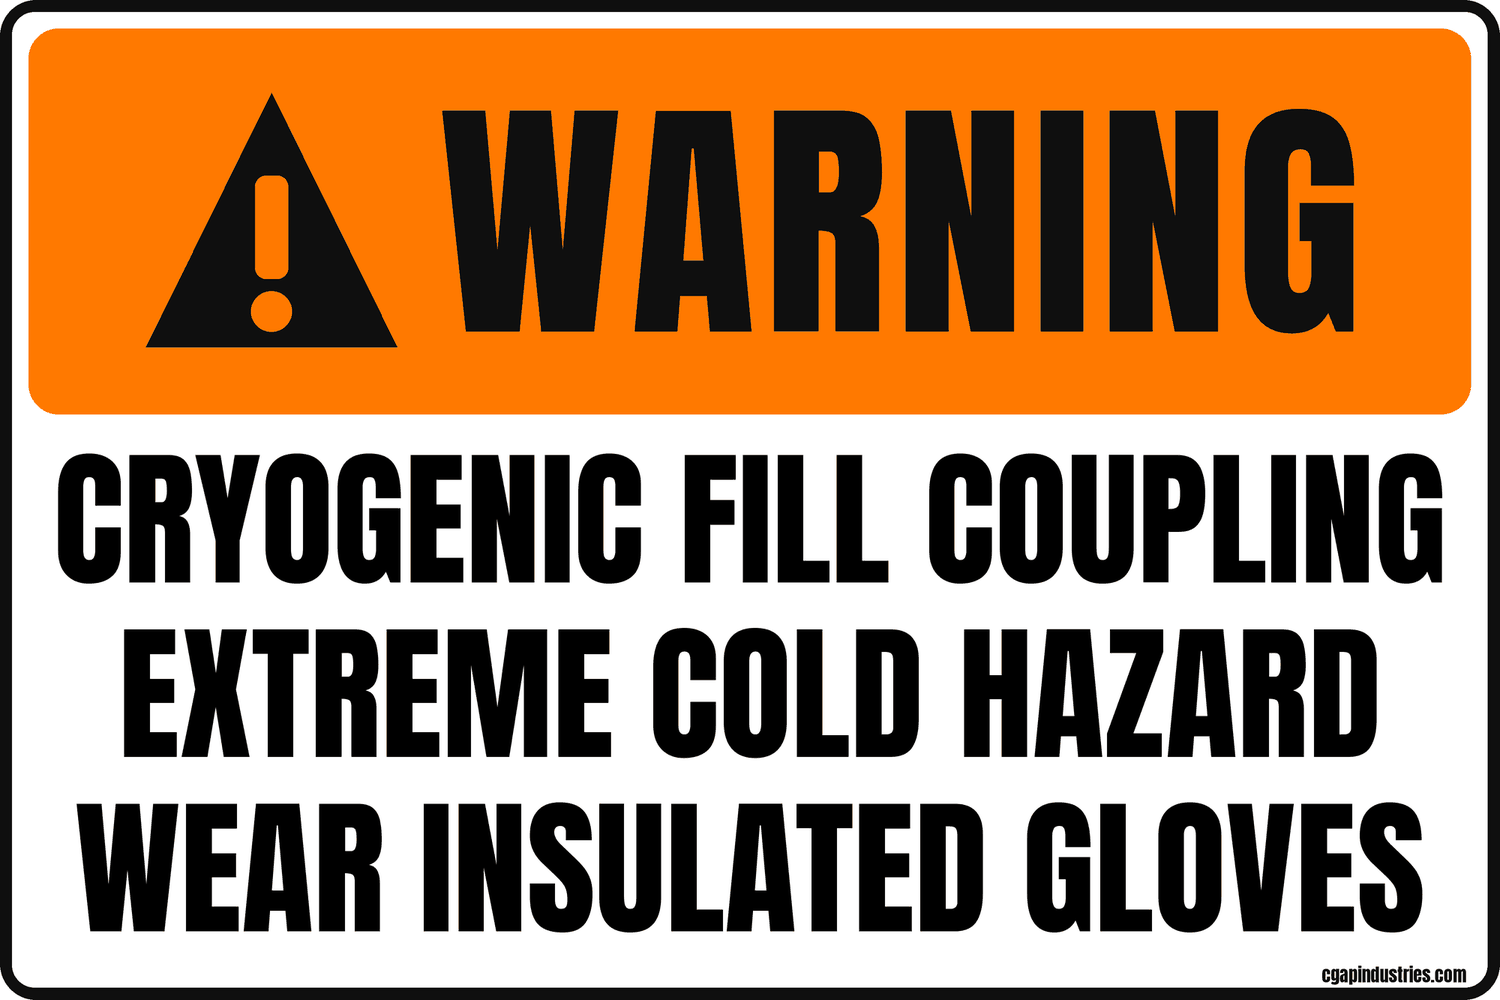 WARNING
CRYOGENIC FILL COUPLING
EXTREME COLD HAZARD
WEAR INSULATED GLOVES
cgapindustries.com